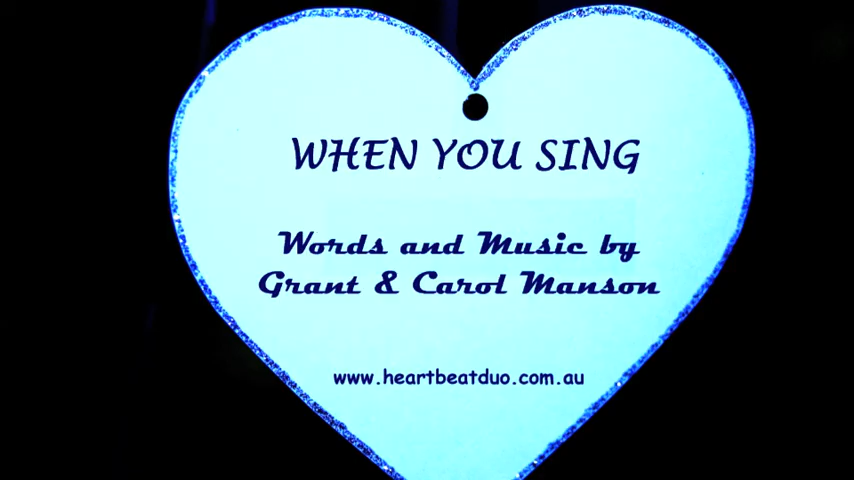 WHEN YOU SING
Words and Music by
Grant & Carol Manson
www.heartbeatduo.com.au